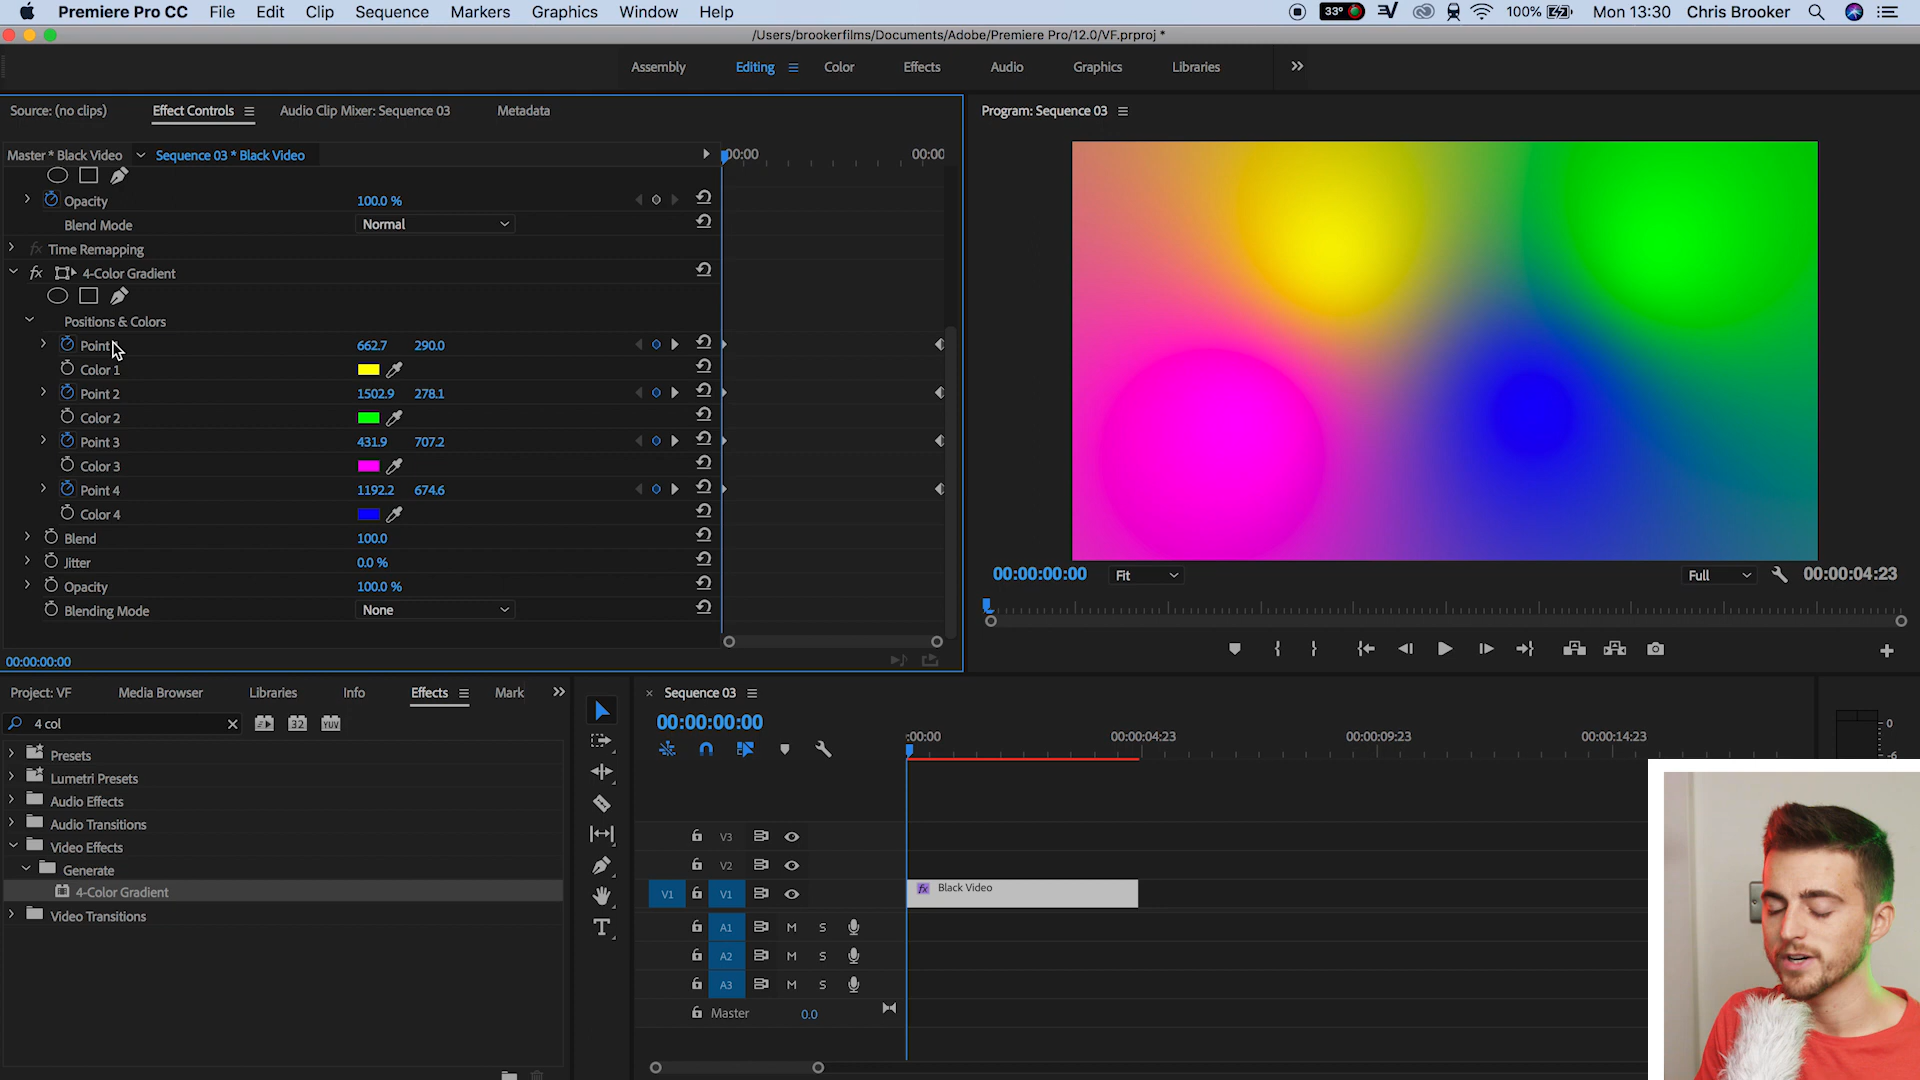 Premiere Pro CC File Edit Clip Sequence Markers Graphics Window Help 33° 100% Mon 13:30 Chris Brooker
/Users/brookerfilms/Documents/Adobe/Premiere Pro/12.0/VF.prproj *
Assembly Editing Color Effects Audio Graphics Libraries
Source: (no clips) Effect Controls Audio Clip Mixer: Sequence 03 Metadata
Program: Sequence 03
Master * Black Video Sequence 03 * Black Video 00:00 00:00
Opacity 100.0 %
Blend Mode Normal
fx Time Remapping
fx 4-Color Gradient
Positions & Colors
Point 662.7 290.0
Color 1
Point 2 1502.9 278.1
Color 2
Point 3 431.9 707.2
Color 3
Point 4 1192.2 674.6
Color 4
Blend 100.0
Jitter 0.0 %
Opacity 100.0 %
Blending Mode None
00:00:00:00
00:00:00:00 Fit Full 00:00:04:23
Project: VF Media Browser Libraries Info Effects Mark
4 col 32 YUV
Presets
Lumetri Presets
Audio Effects
Audio Transitions
Video Effects
Generate
4-Color Gradient
Video Transitions
Sequence 03
00:00:00:00
:00:00 00:00:04:23 00:00:09:23 00:00:14:23
V3
V2
V1 V1 fx Black Video
A1 M S
A2 M S
A3 M S
Master 0.0
0
-6